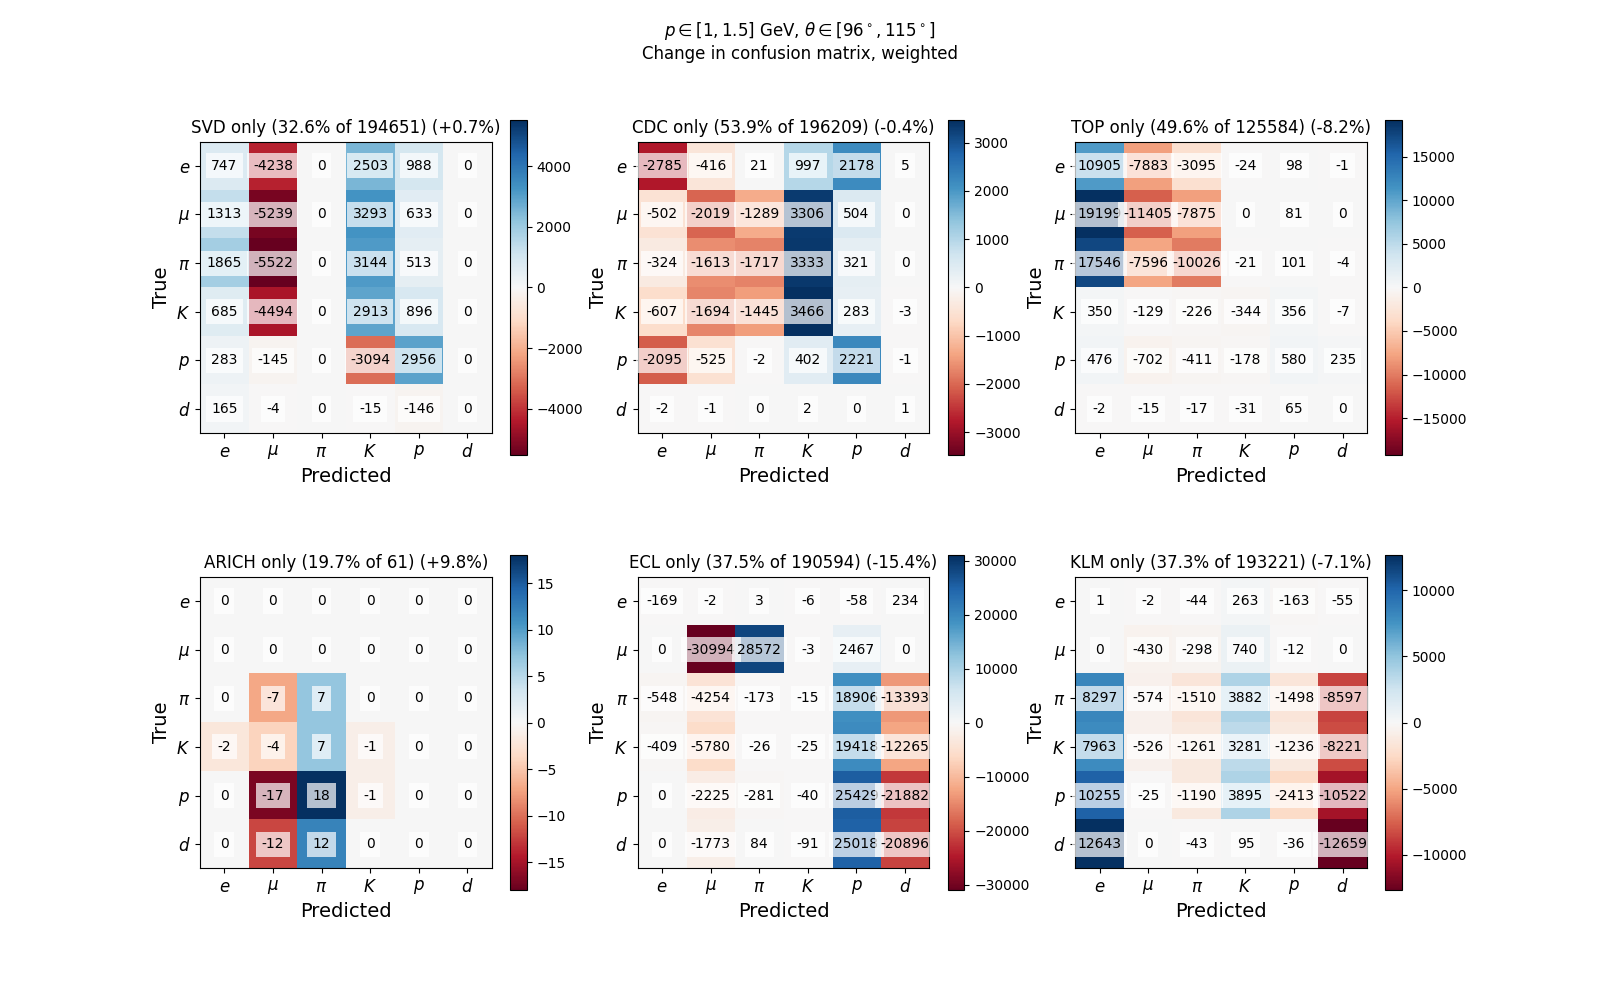 p ∈ [1, 1.5] GeV, θ ∈ [96°, 115°]
Change in confusion matrix, weighted
SVD only (32.6% of 194651) (+0.7%)
e 747 -4238 0 2503 988 0
μ 1313 -5239 0 3293 633 0
π 1865 -5522 0 3144 513 0
K 685 -4494 0 2913 896 0
p 283 -145 0 -3094 2956 0
d 165 -4 0 -15 -146 0
e μ π K p d
Predicted
True
4000
2000
0
−2000
−4000
CDC only (53.9% of 196209) (-0.4%)
e -2785 -416 21 997 2178 5
μ -502 -2019 -1289 3306 504 0
π -324 -1613 -1717 3333 321 0
K -607 -1694 -1445 3466 283 -3
p -2095 -525 -2 402 2221 -1
d -2 -1 0 2 0 1
e μ π K p d
Predicted
True
3000
2000
1000
0
−1000
−2000
−3000
TOP only (49.6% of 125584) (-8.2%)
e 10905 -7883 -3095 -24 98 -1
μ 19199 -11405 -7875 0 81 0
π 17546 -7596 -10026 -21 101 -4
K 350 -129 -226 -344 356 -7
p 476 -702 -411 -178 580 235
d -2 -15 -17 -31 65 0
e μ π K p d
Predicted
True
15000
10000
5000
0
−5000
−10000
−15000
ARICH only (19.7% of 61) (+9.8%)
e 0 0 0 0 0 0
μ 0 0 0 0 0 0
π 0 -7 7 0 0 0
K -2 -4 7 -1 0 0
p 0 -17 18 -1 0 0
d 0 -12 12 0 0 0
e μ π K p d
Predicted
True
15
10
5
0
−5
−10
−15
ECL only (37.5% of 190594) (-15.4%)
e -169 -2 3 -6 -58 234
μ 0 -30994 28572 -3 2467 0
π -548 -4254 -173 -15 18906 -13393
K -409 -5780 -26 -25 19418 -12265
p 0 -2225 -281 -40 25429 -21882
d 0 -1773 84 -91 25018 -20896
e μ π K p d
Predicted
True
30000
20000
10000
0
−10000
−20000
−30000
KLM only (37.3% of 193221) (-7.1%)
e 1 -2 -44 263 -163 -55
μ 0 -430 -298 740 -12 0
π 8297 -574 -1510 3882 -1498 -8597
K 7963 -526 -1261 3281 -1236 -8221
p 10255 -25 -1190 3895 -2413 -10522
d 12643 0 -43 95 -36 -12659
e μ π K p d
Predicted
True
10000
5000
0
−5000
−10000